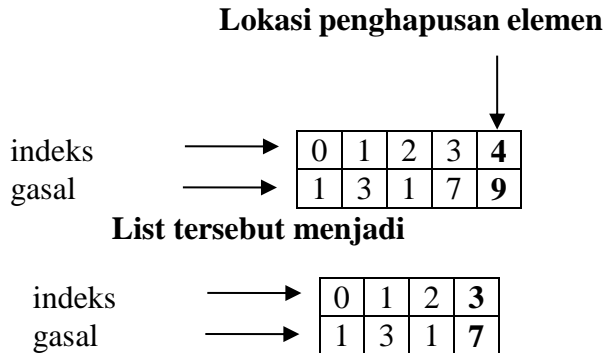 Lokasi penghapusan elemen
indeks 0 1 2 3 4
gasal 1 3 1 7 9
List tersebut menjadi
indeks 0 1 2 3
gasal 1 3 1 7